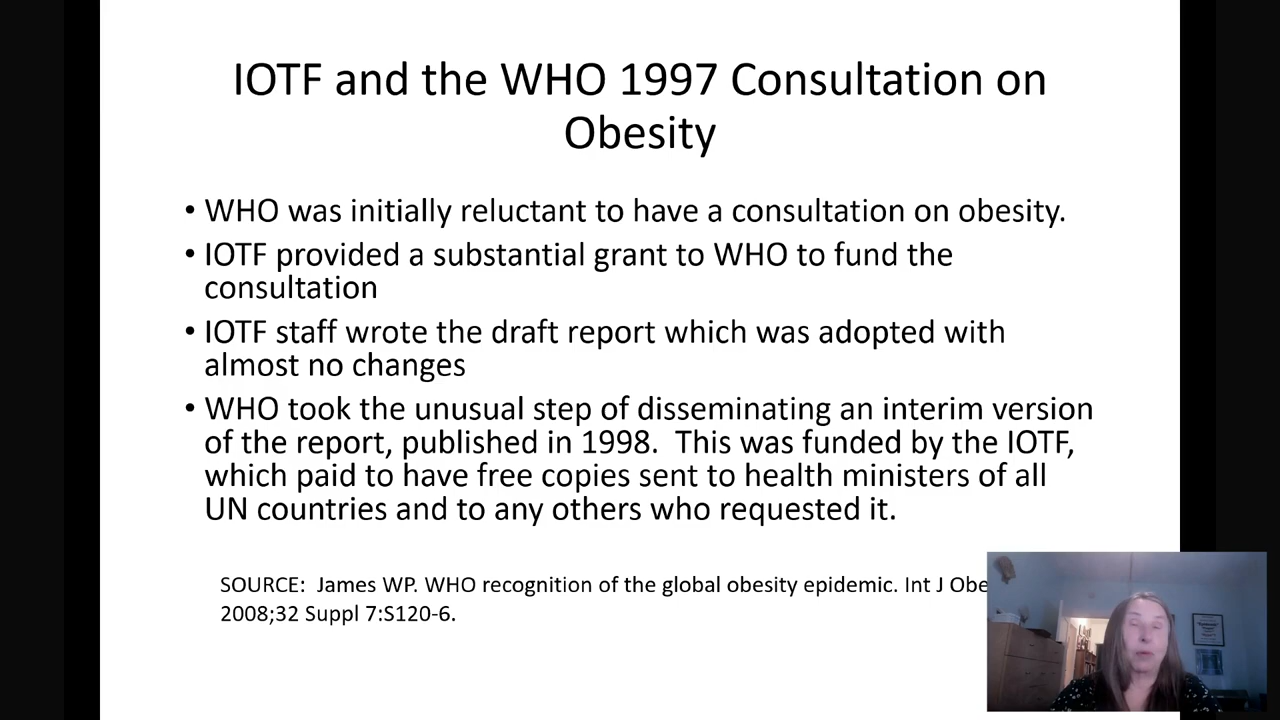 IOTF and the WHO 1997 Consultation on
Obesity
• WHO was initially reluctant to have a consultation on obesity.
• IOTF provided a substantial grant to WHO to fund the
consultation
• IOTF staff wrote the draft report which was adopted with
almost no changes
• WHO took the unusual step of disseminating an interim version
of the report, published in 1998.  This was funded by the IOTF,
which paid to have free copies sent to health ministers of all
UN countries and to any others who requested it.
SOURCE:  James WP. WHO recognition of the global obesity epidemic. Int J Obe
2008;32 Suppl 7:S120-6.